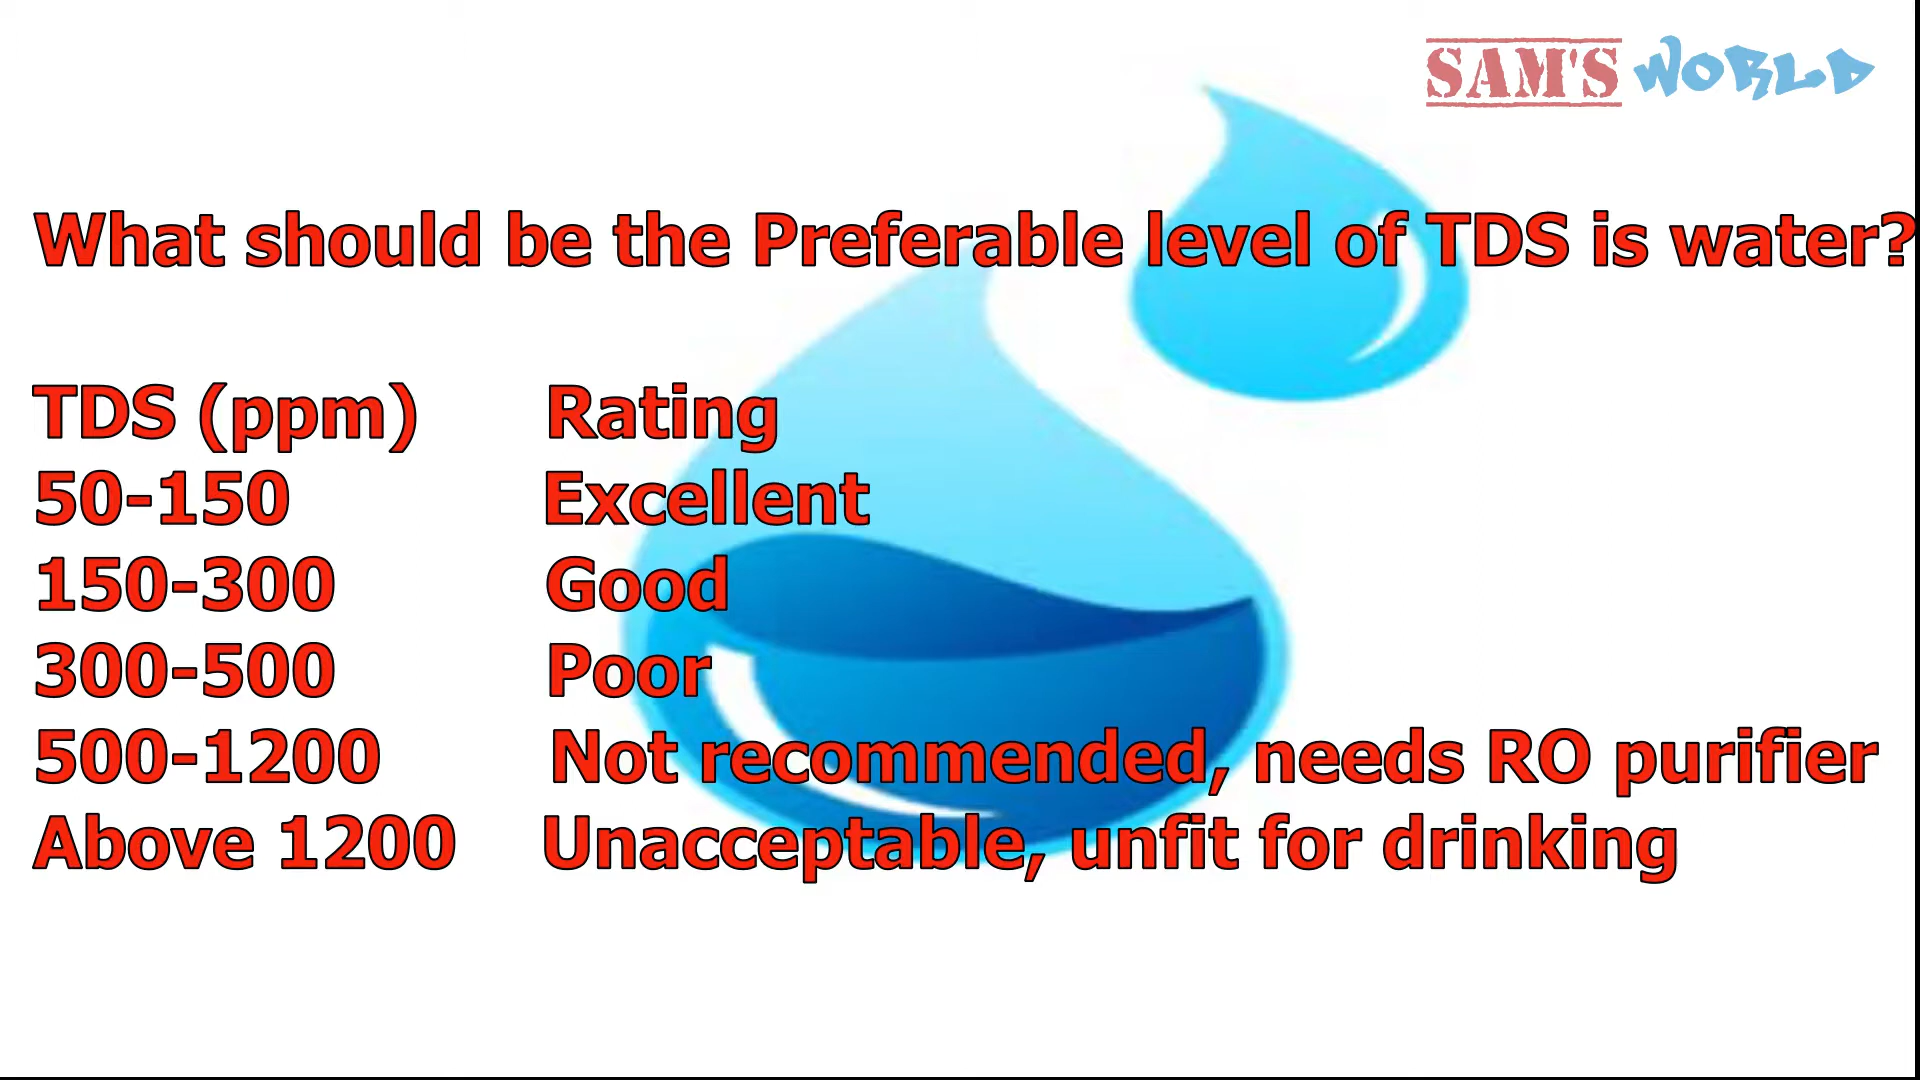 SAM'S WORLD
What should be the Preferable level of TDS is water?
TDS (ppm) Rating
50-150 Excellent
150-300 Good
300-500 Poor
500-1200 Not recommended, needs RO purifier
Above 1200 Unacceptable, unfit for drinking